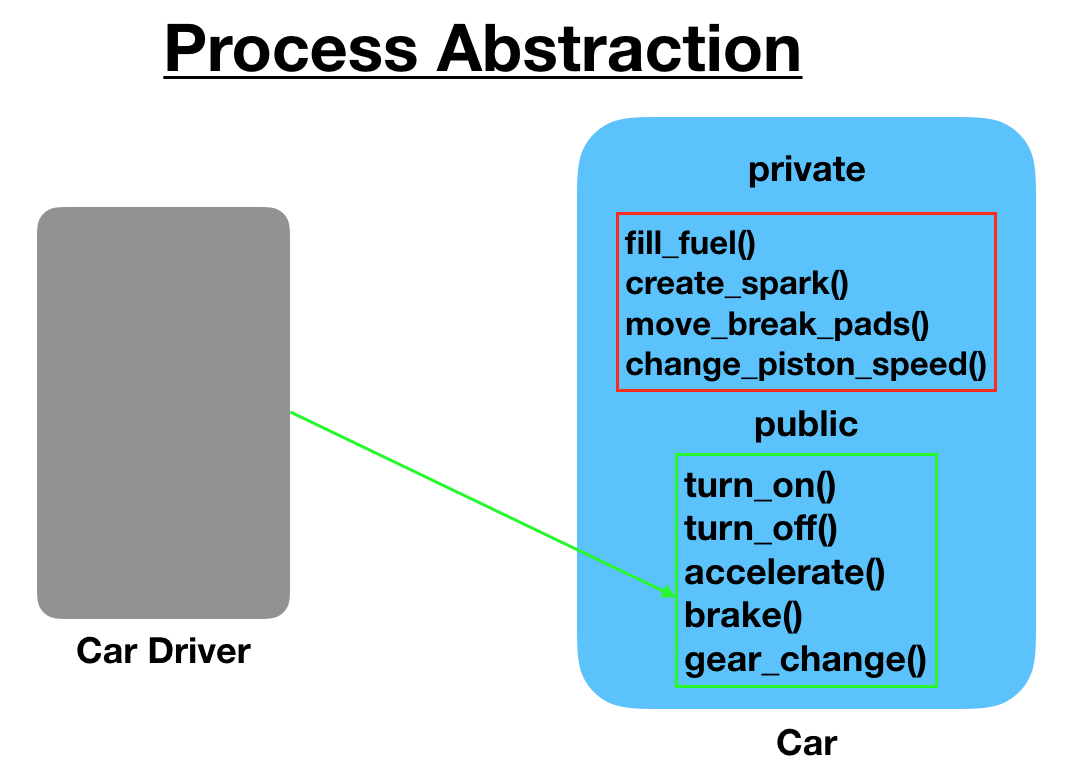 Process Abstraction
private
fill_fuel()
create_spark()
move_break_pads()
change_piston_speed()
public
turn_on()
turn_off()
accelerate()
brake()
gear_change()
Car Driver
Car